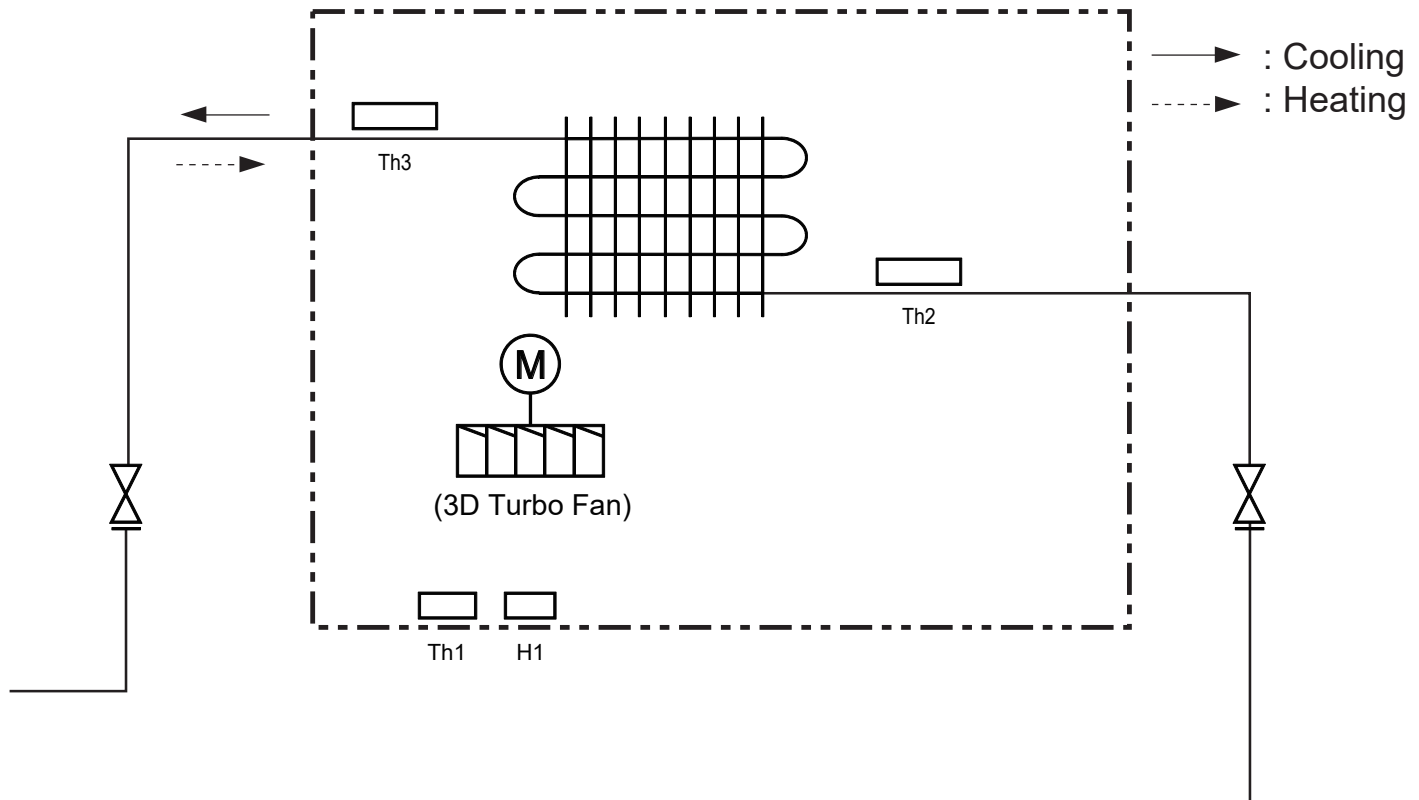 : Cooling
: Heating
Th3
Th2
M
(3D Turbo Fan)
Th1
H1